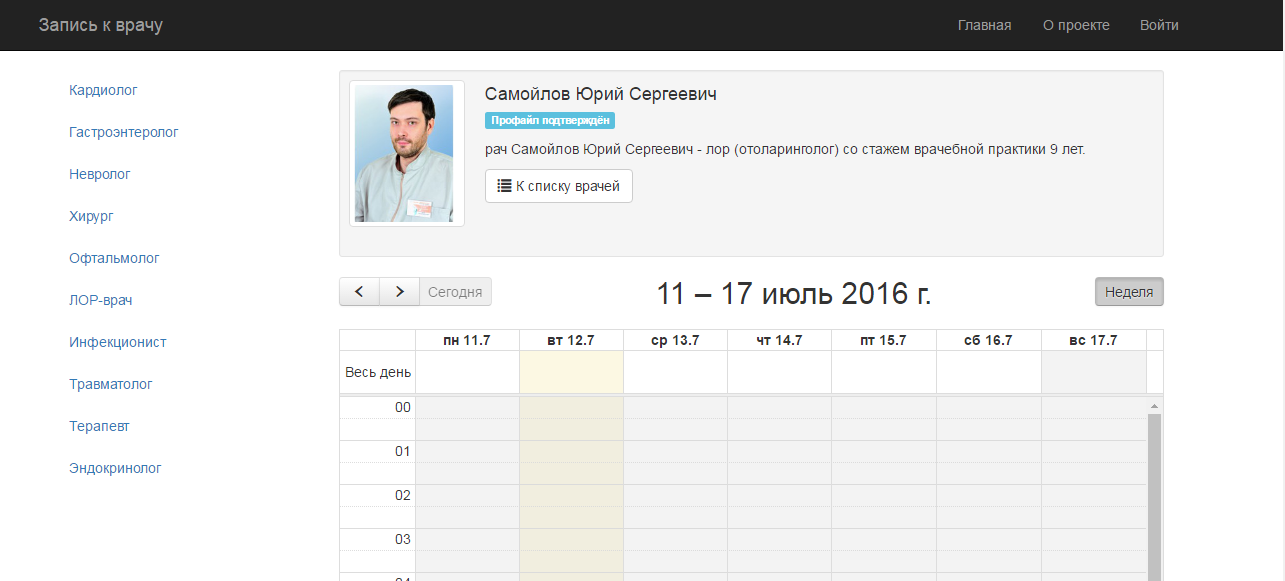 Запись к врачу
Главная
О проекте
Войти
Кардиолог
Гастроэнтеролог
Невролог
Хирург
Офтальмолог
ЛОР-врач
Инфекционист
Травматолог
Терапевт
Эндокринолог
Самойлов Юрий Сергеевич
Профайл подтверждён
рач Самойлов Юрий Сергеевич - лор (отоларинголог) со стажем врачебной практики 9 лет.
К списку врачей
Сегодня
11 – 17 июль 2016 г.
Неделя
пн 11.7 вт 12.7 ср 13.7 чт 14.7 пт 15.7 сб 16.7 вс 17.7
Весь день
00
01
02
03